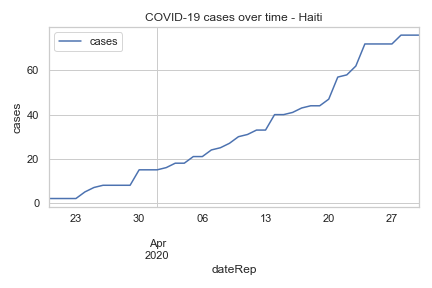 COVID-19 cases over time - Haiti
cases
cases
60
40
20
0
23 30 06 13 20 27
Apr
2020
dateRep